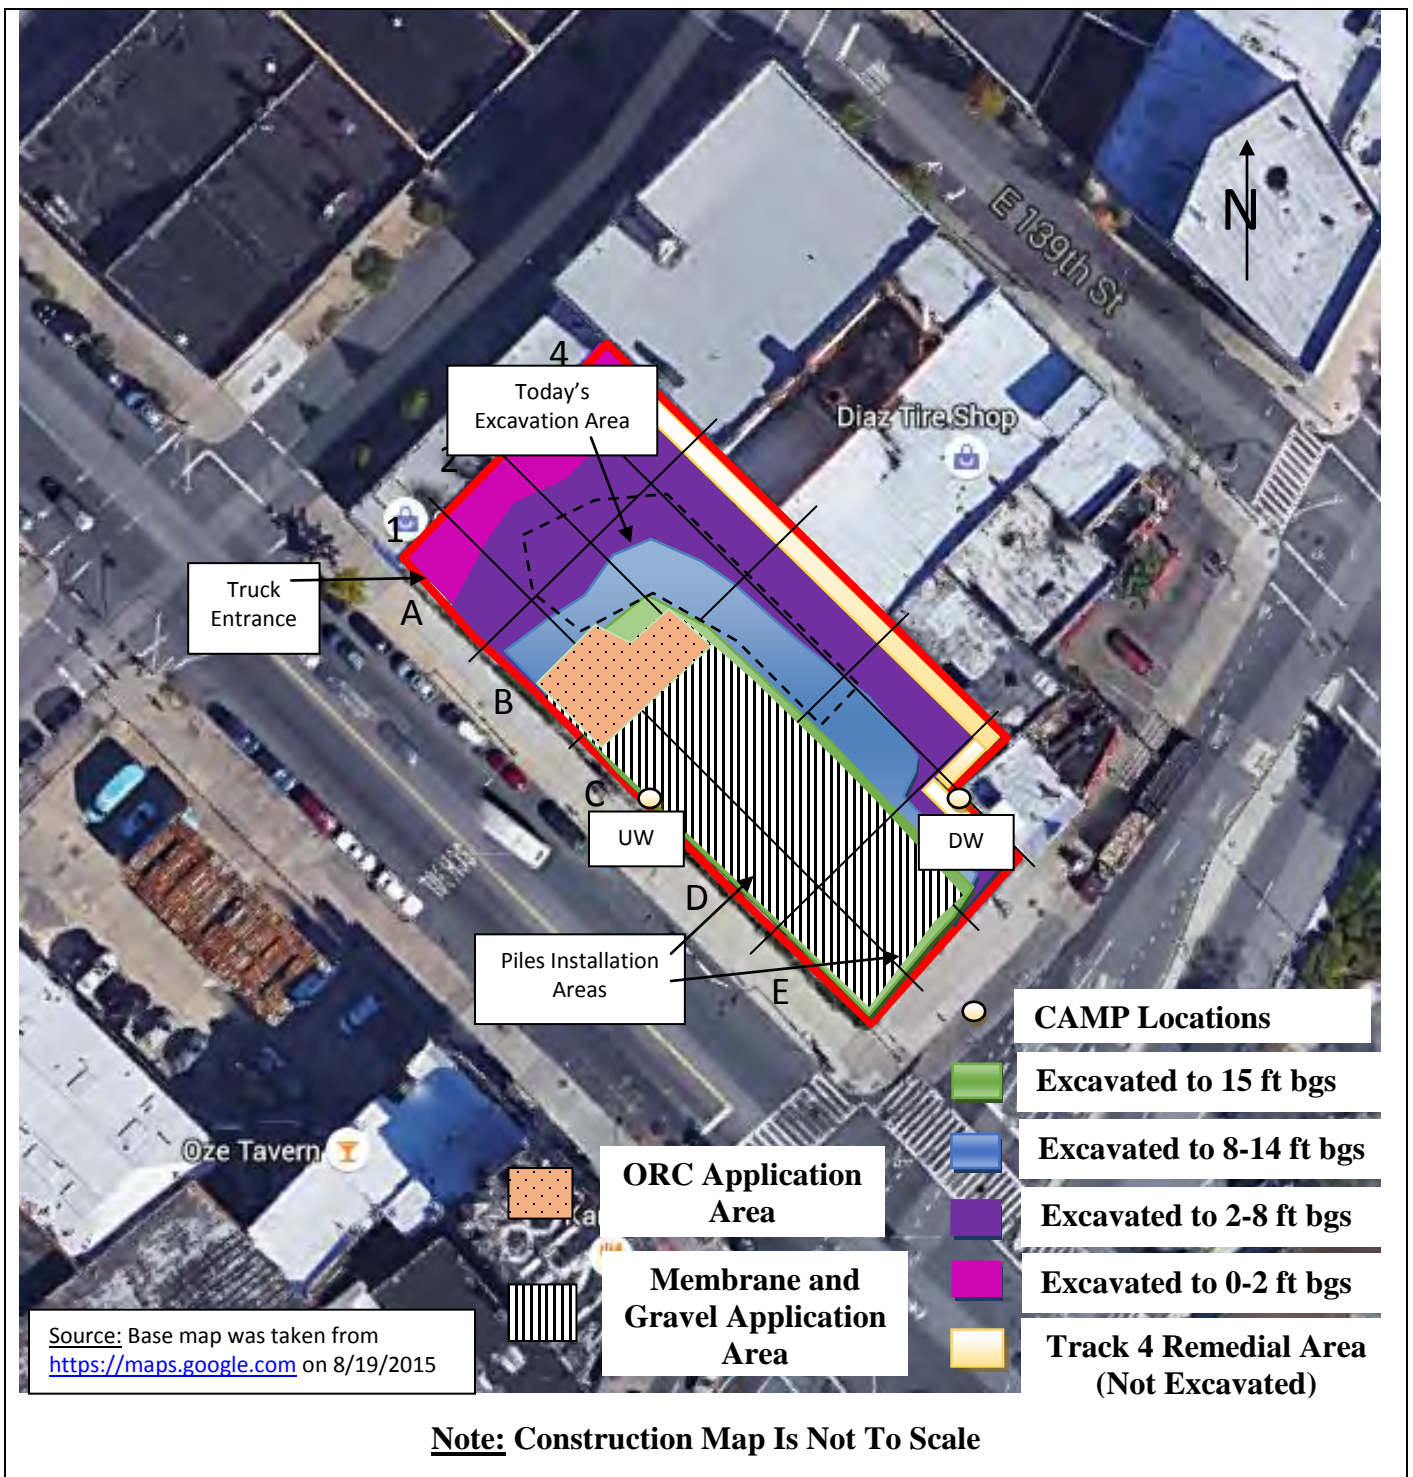 E 139th St
N
4
Today's
Excavation Area
Diaz Tire Shop
2
1
Truck
Entrance
A
B
C
UW
DW
D
Piles Installation
Areas
E
CAMP Locations
Excavated to 15 ft bgs
Oze Tavern
ORC Application
Area
Excavated to 8-14 ft bgs
Excavated to 2-8 ft bgs
Membrane and
Gravel Application
Area
Excavated to 0-2 ft bgs
Source: Base map was taken from
https://maps.google.com on 8/19/2015
Track 4 Remedial Area
(Not Excavated)
Note: Construction Map Is Not To Scale